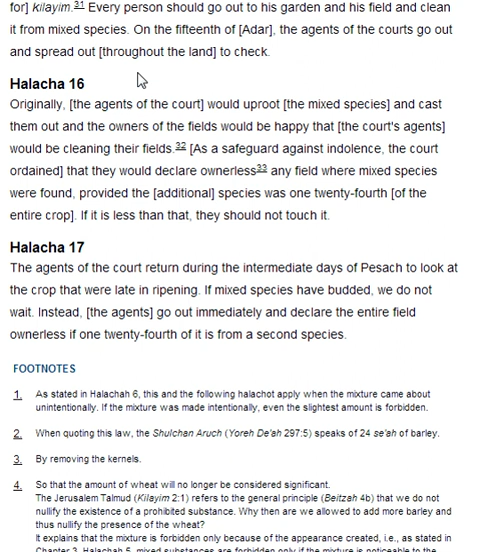 for] kilayim.31 Every person should go out to his garden and his field and clean
it from mixed species. On the fifteenth of [Adar], the agents of the courts go out
and spread out [throughout the land] to check.
Halacha 16
Originally, [the agents of the court] would uproot [the mixed species] and cast
them out and the owners of the fields would be happy that [the court's agents]
would be cleaning their fields.32 [As a safeguard against indolence, the court
ordained] that they would declare ownerless33 any field where mixed species
were found, provided the [additional] species was one twenty-fourth [of the
entire crop]. If it is less than that, they should not touch it.
Halacha 17
The agents of the court return during the intermediate days of Pesach to look at
the crop that were late in ripening. If mixed species have budded, we do not
wait. Instead, [the agents] go out immediately and declare the entire field
ownerless if one twenty-fourth of it is from a second species.
FOOTNOTES
1. As stated in Halachah 6, this and the following halachot apply when the mixture came about
unintentionally. If the mixture was made intentionally, even the slightest amount is forbidden.
2. When quoting this law, the Shulchan Aruch (Yoreh De'ah 297:5) speaks of 24 se'ah of barley.
3. By removing the kernels.
4. So that the amount of wheat will no longer be considered significant.
The Jerusalem Talmud (Kilayim 2:1) refers to the general principle (Beitzah 4b) that we do not
nullify the existence of a prohibited substance. Why then are we allowed to add more barley and
thus nullify the presence of the wheat?
It explains that the mixture is forbidden only because of the appearance created, i.e., as stated in
Chapter 3, Halachah 5, mixed substances are forbidden only if the mixture is noticeable to the